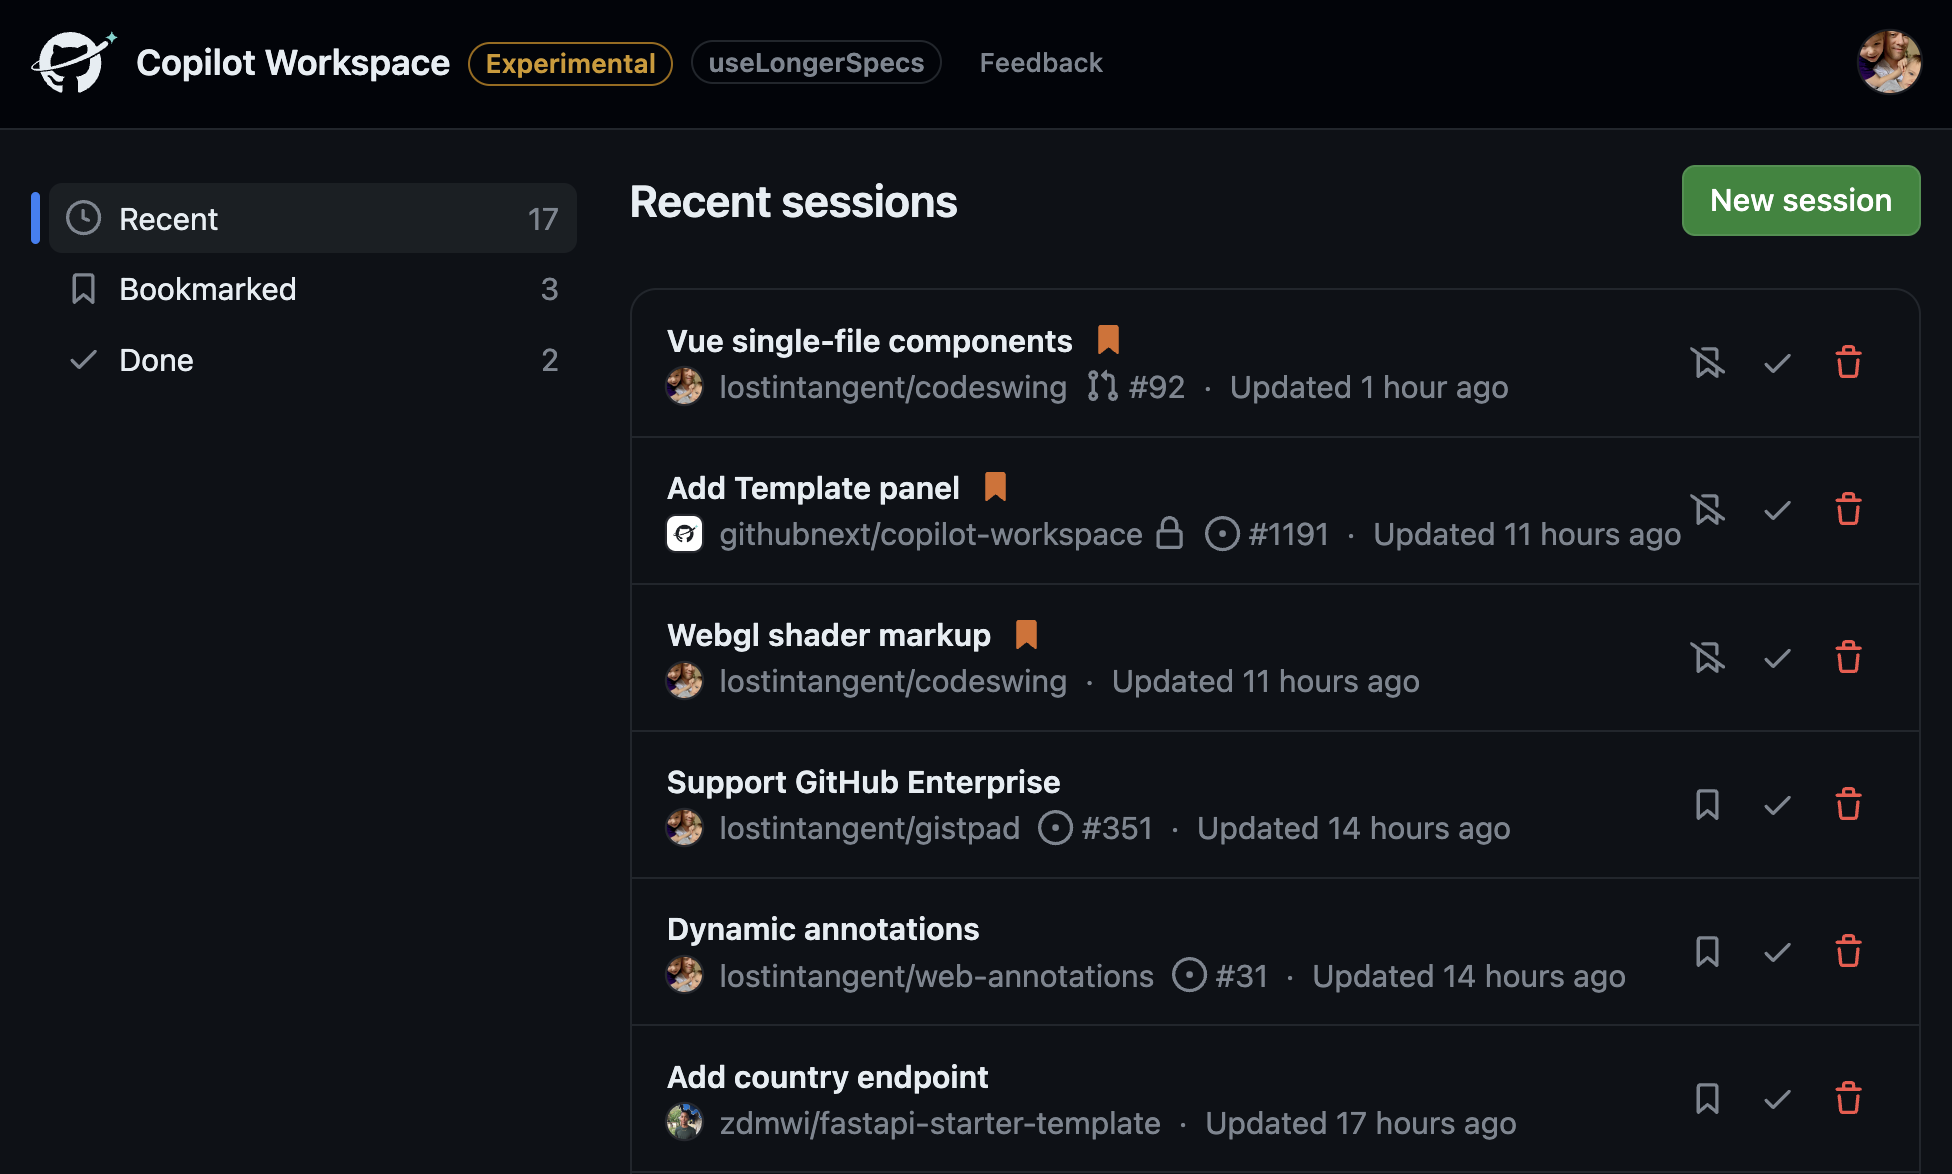 Copilot Workspace Experimental useLongerSpecs Feedback
Recent 17
Bookmarked 3
Done 2
Recent sessions
New session
Vue single-file components
lostintangent/codeswing #92 · Updated 1 hour ago
Add Template panel
githubnext/copilot-workspace #1191 · Updated 11 hours ago
Webgl shader markup
lostintangent/codeswing · Updated 11 hours ago
Support GitHub Enterprise
lostintangent/gistpad #351 · Updated 14 hours ago
Dynamic annotations
lostintangent/web-annotations #31 · Updated 14 hours ago
Add country endpoint
zdmwi/fastapi-starter-template · Updated 17 hours ago